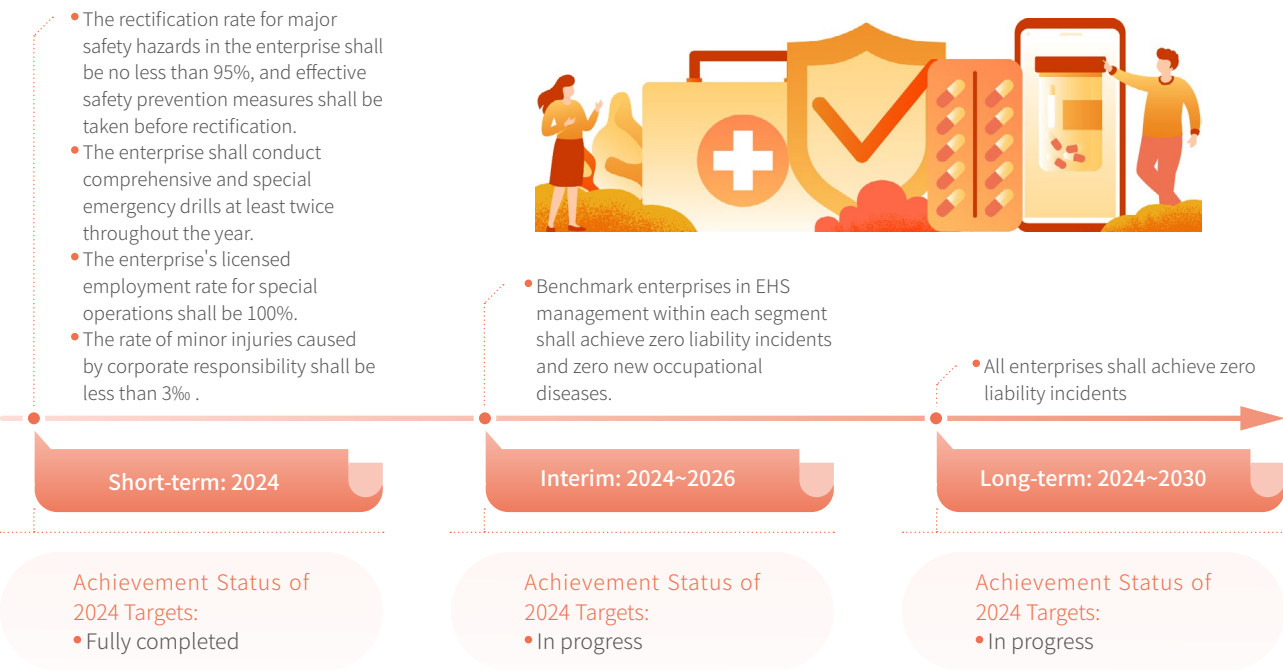 • The rectification rate for major
safety hazards in the enterprise shall
be no less than 95%, and effective
safety prevention measures shall be
taken before rectification.
• The enterprise shall conduct
comprehensive and special
emergency drills at least twice
throughout the year.
• The enterprise's licensed
employment rate for special
operations shall be 100%.
• The rate of minor injuries caused
by corporate responsibility shall be
less than 3‰ .
Short-term: 2024
Achievement Status of
2024 Targets:
• Fully completed
• Benchmark enterprises in EHS
management within each segment
shall achieve zero liability incidents
and zero new occupational
diseases.
Interim: 2024~2026
Achievement Status of
2024 Targets:
• In progress
• All enterprises shall achieve zero
liability incidents
Long-term: 2024~2030
Achievement Status of
2024 Targets:
• In progress